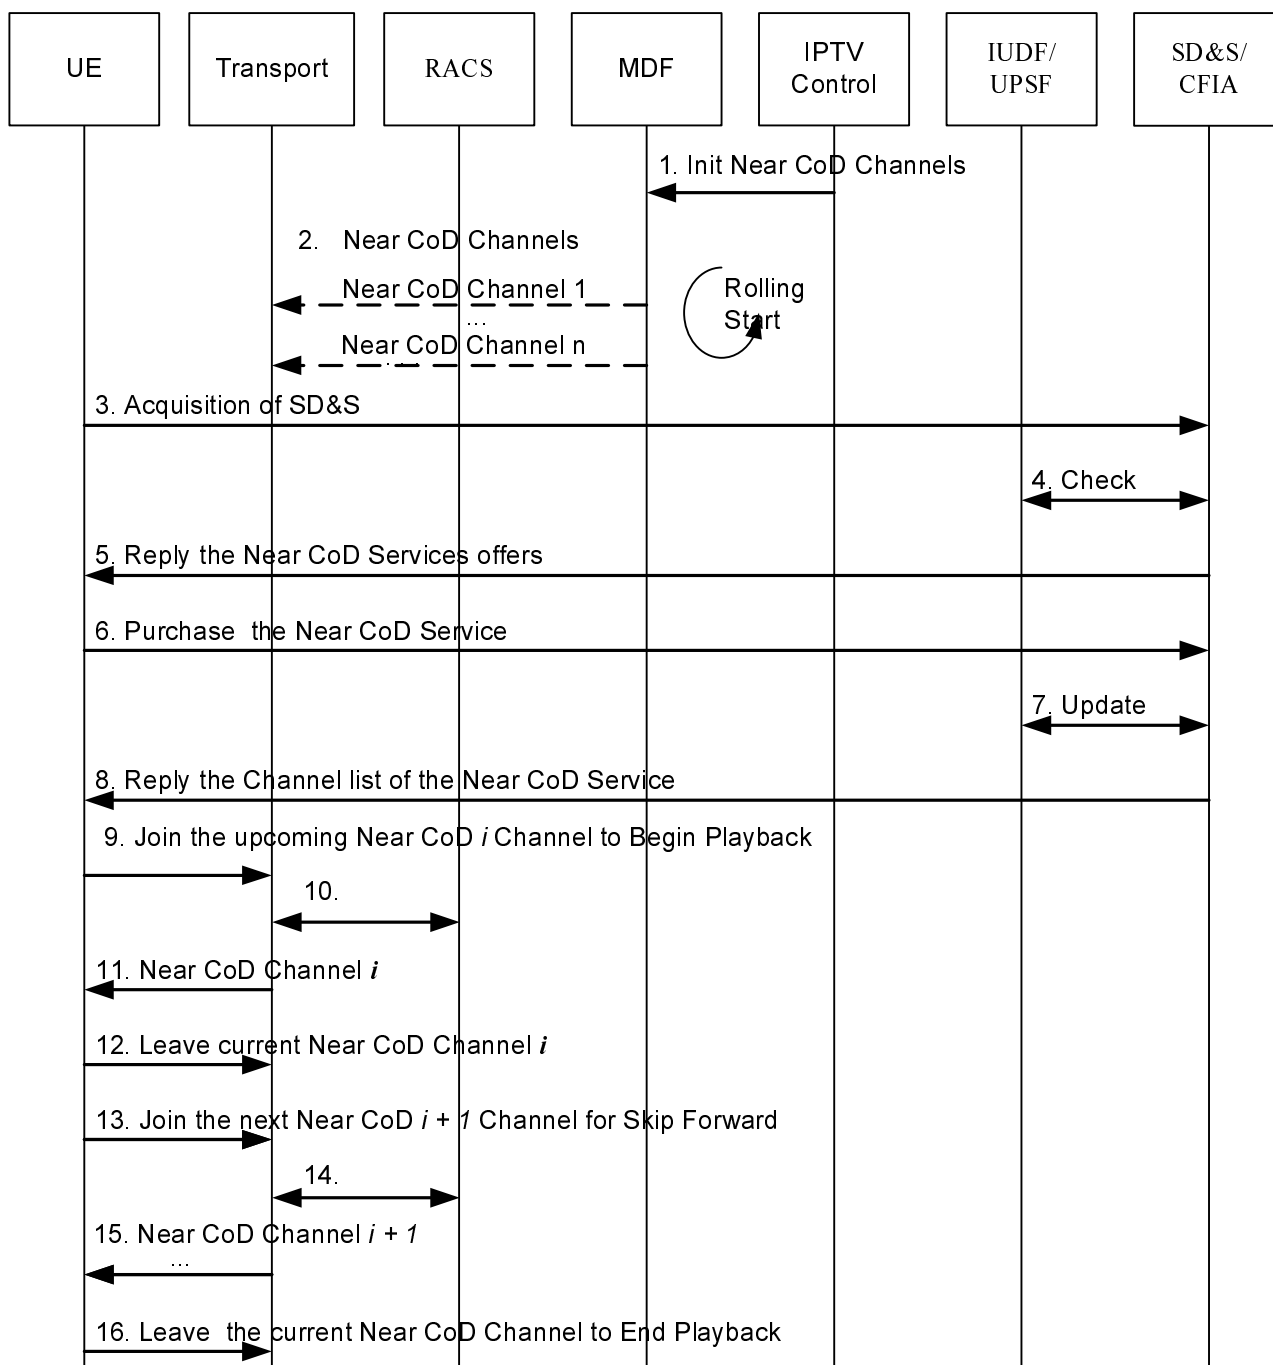 UE
Transport
RACS
MDF
IPTV
Control
IUDF/
UPSF
SD&S/
CFIA
1. Init Near CoD Channels
2. Near CoD Channels
Near CoD Channel 1
...
Near CoD Channel n
...
Rolling
Start
3. Acquisition of SD&S
4. Check
5. Reply the Near CoD Services offers
6. Purchase the Near CoD Service
7. Update
8. Reply the Channel list of the Near CoD Service
9. Join the upcoming Near CoD i Channel to Begin Playback
10.
11. Near CoD Channel i
12. Leave current Near CoD Channel i
13. Join the next Near CoD i + 1 Channel for Skip Forward
14.
15. Near CoD Channel i + 1
...
16. Leave the current Near CoD Channel to End Playback